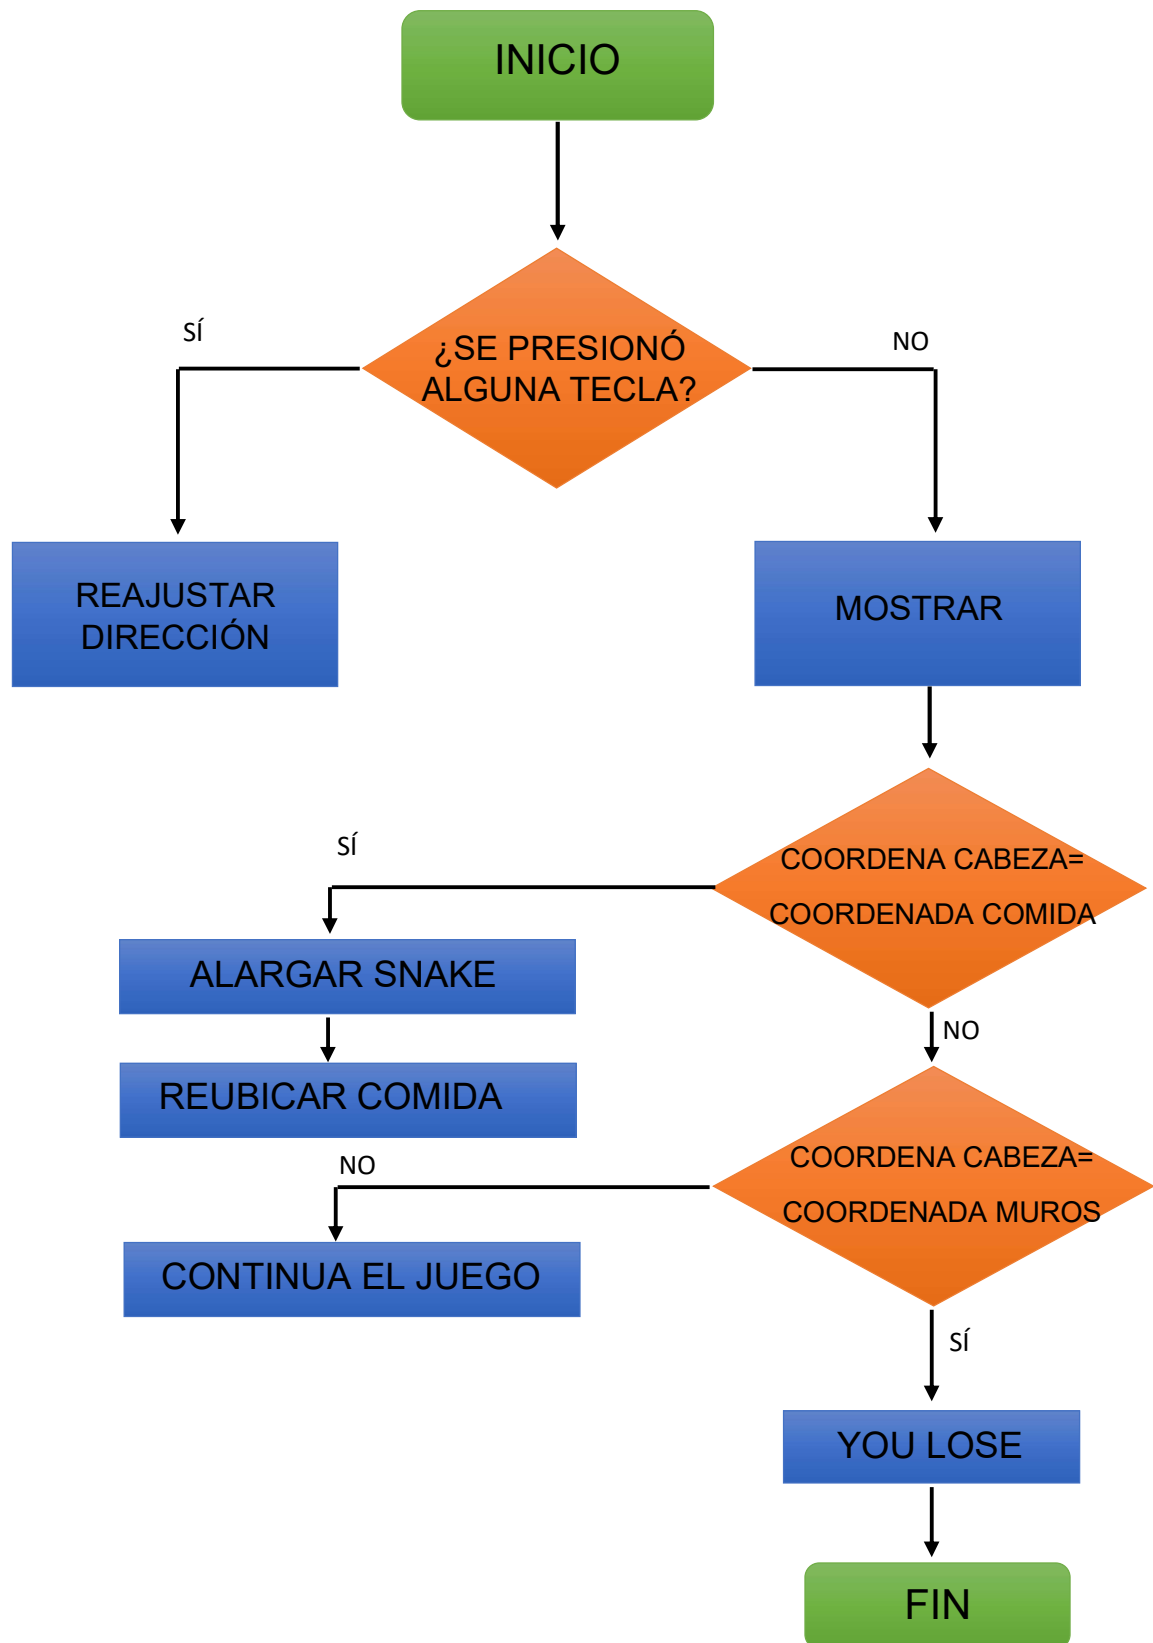 INICIO
SÍ
¿SE PRESIONÓ
ALGUNA TECLA?
NO
REAJUSTAR
DIRECCIÓN
MOSTRAR
SÍ
COORDENA CABEZA=
COORDENADA COMIDA
ALARGAR SNAKE
NO
REUBICAR COMIDA
NO
COORDENA CABEZA=
COORDENADA MUROS
CONTINUA EL JUEGO
SÍ
YOU LOSE
FIN